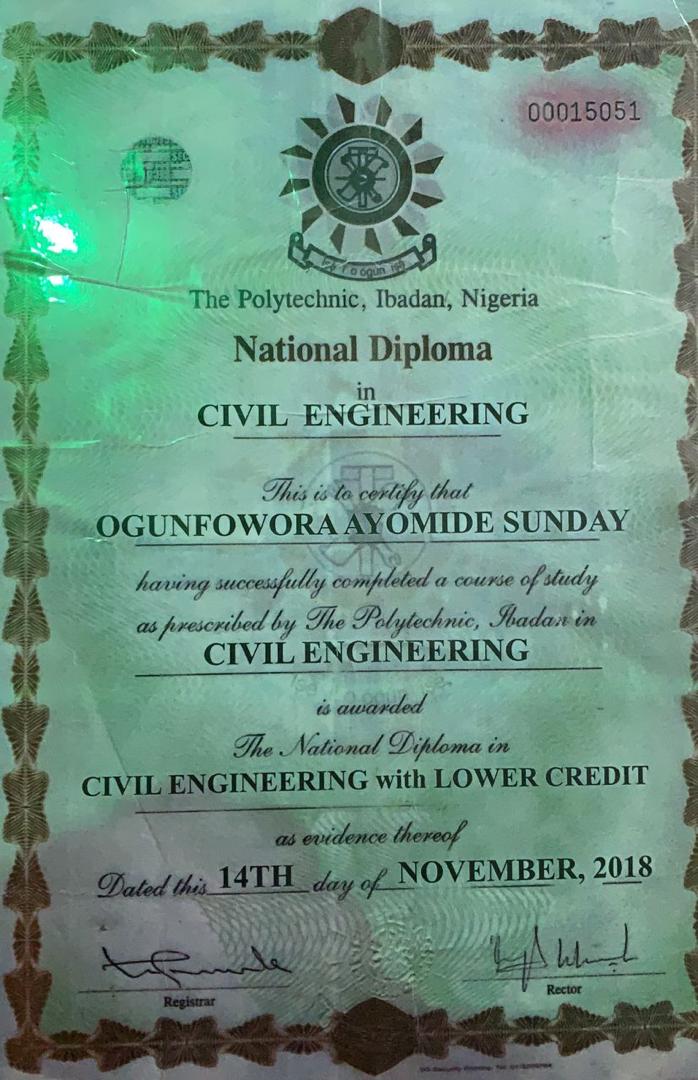 00015051
The Polytechnic, Ibadan, Nigeria
National Diploma
in
CIVIL ENGINEERING
This is to certify that
OGUNFOWORA AYOMIDE SUNDAY
having successfully completed a course of study
as prescribed by The Polytechnic, Ibadan in
CIVIL ENGINEERING
is awarded
The National Diploma in
CIVIL ENGINEERING with LOWER CREDIT
as evidence thereof
Dated this 14TH day of NOVEMBER, 2018
Registrar
Rector